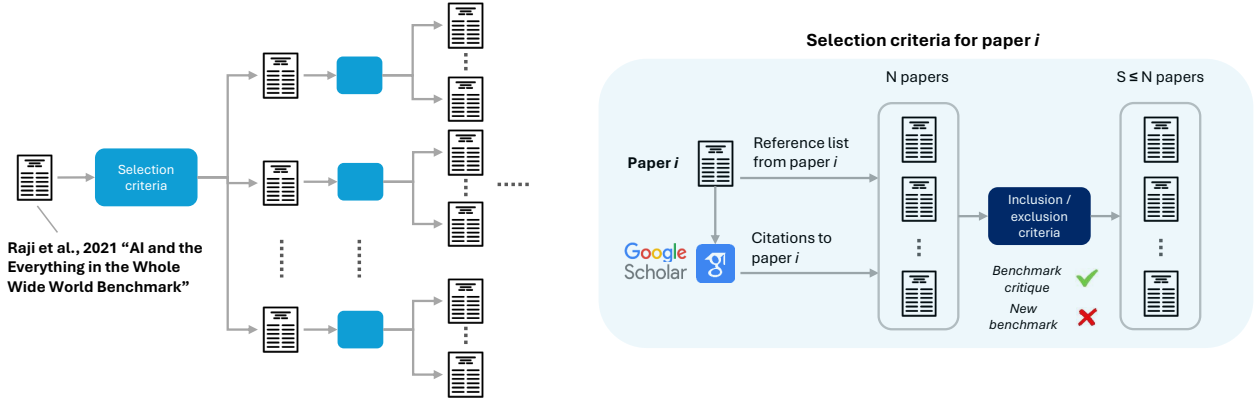 Selection
criteria
Raji et al., 2021 “AI and the
Everything in the Whole
Wide World Benchmark”
Selection criteria for paper i
N papers
S ≤ N papers
Paper i
Reference list
from paper i
Google
Scholar
Citations to
paper i
Inclusion /
exclusion
criteria
Benchmark
critique
New
benchmark